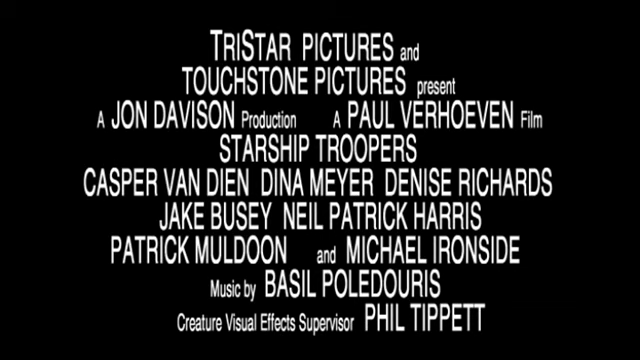 TRISTAR PICTURES and
TOUCHSTONE PICTURES present
A JON DAVISON Production A PAUL VERHOEVEN Film
STARSHIP TROOPERS
CASPER VAN DIEN DINA MEYER DENISE RICHARDS
JAKE BUSEY NEIL PATRICK HARRIS
PATRICK MULDOON and MICHAEL IRONSIDE
Music by BASIL POLEDOURIS
Creature Visual Effects Supervisor PHIL TIPPETT